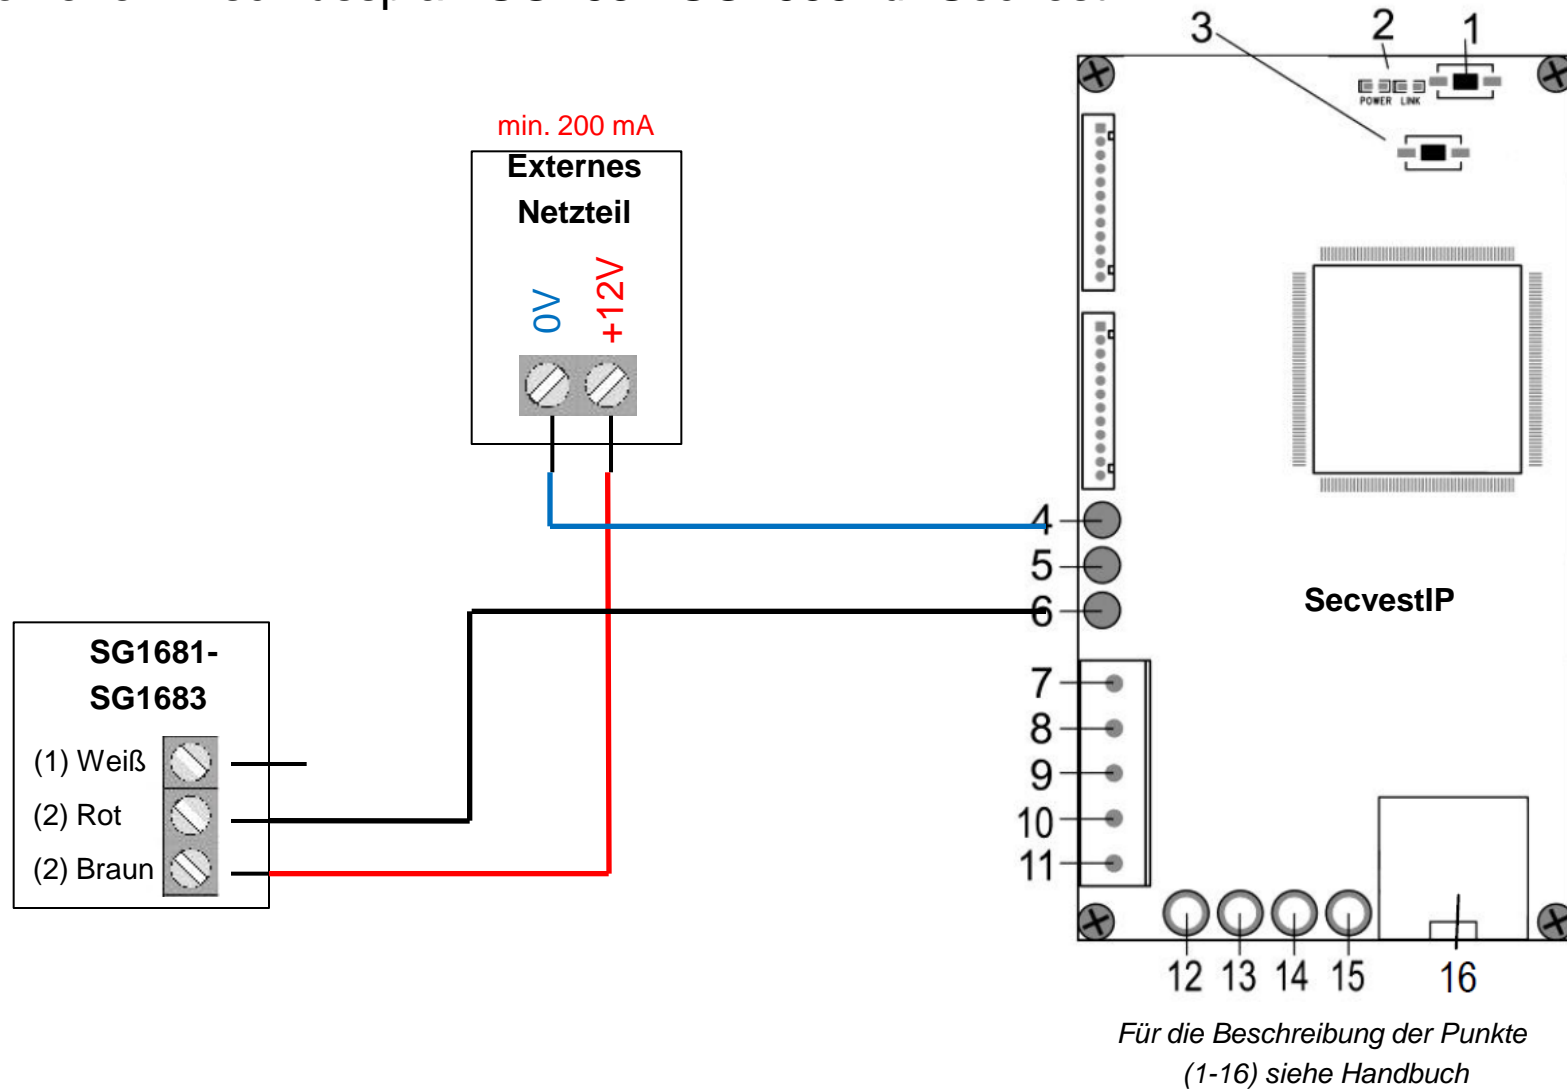 3
2
1
POWER LINK
min. 200 mA
Externes
Netzteil
0V
+12V
4
5
6
SecvestIP
SG1681-
SG1683
(1) Weiß
(2) Rot
(2) Braun
7
8
9
10
11
12 13 14 15 16
Für die Beschreibung der Punkte
(1-16) siehe Handbuch